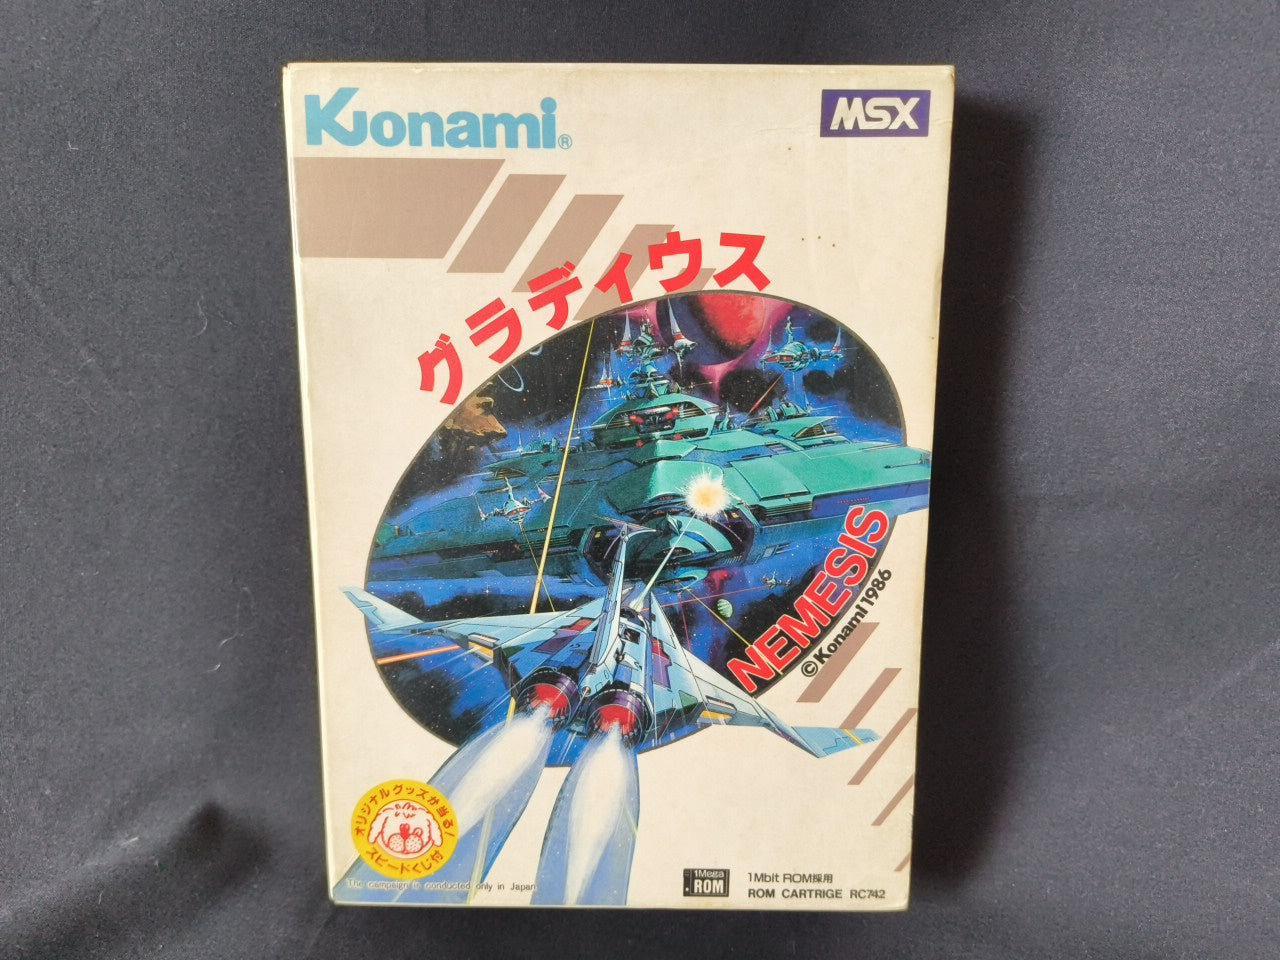 Konami®
MSX
グラディウス
NEMESIS
©Konami 1986
オリジナルグッズが当る!
スピードくじ付
The campaign is conducted only in Japan
1Mega
ROM
1Mbit ROM採用
ROM CARTRIGE RC742